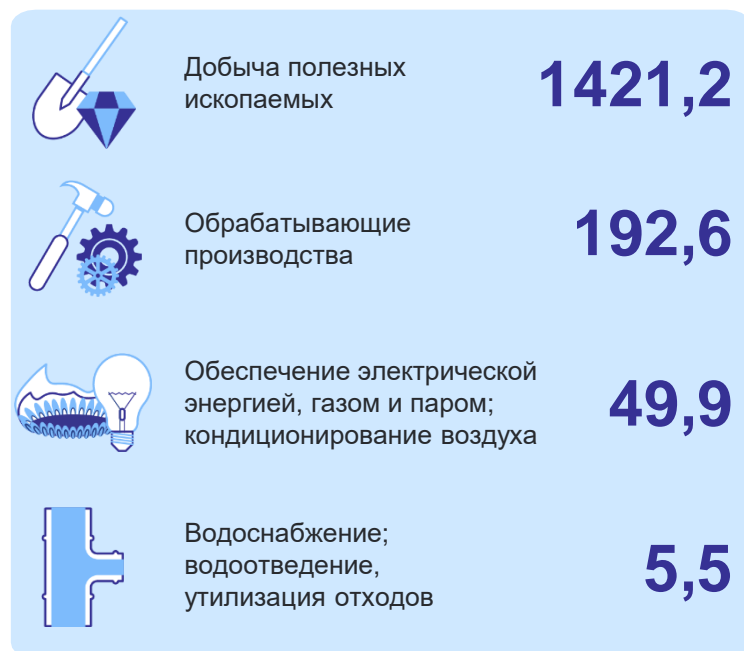 Добыча полезных
ископаемых
1421,2
Обрабатывающие
производства
192,6
Обеспечение электрической
энергией, газом и паром;
кондиционирование воздуха
49,9
Водоснабжение;
водоотведение,
утилизация отходов
5,5